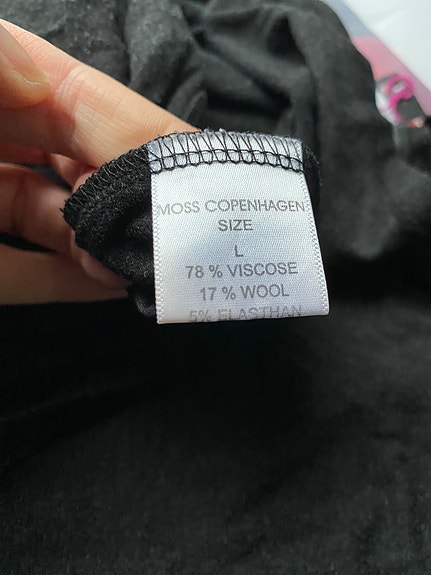 MOSS COPENHAGEN
SIZE
L
78 % VISCOSE
17 % WOOL
5% ELASTHAN